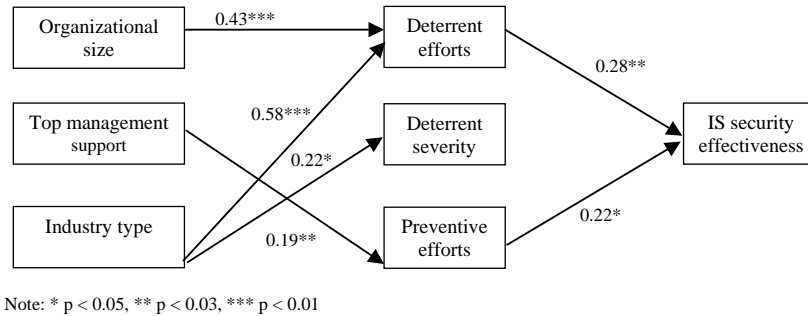 Organizational
size
0.43***
Deterrent
efforts
0.28**
0.58***
Top management
support
Deterrent
severity
IS security
effectiveness
0.22*
Industry type
0.19**
Preventive
efforts
0.22*
Note: * p < 0.05, ** p < 0.03, *** p < 0.01